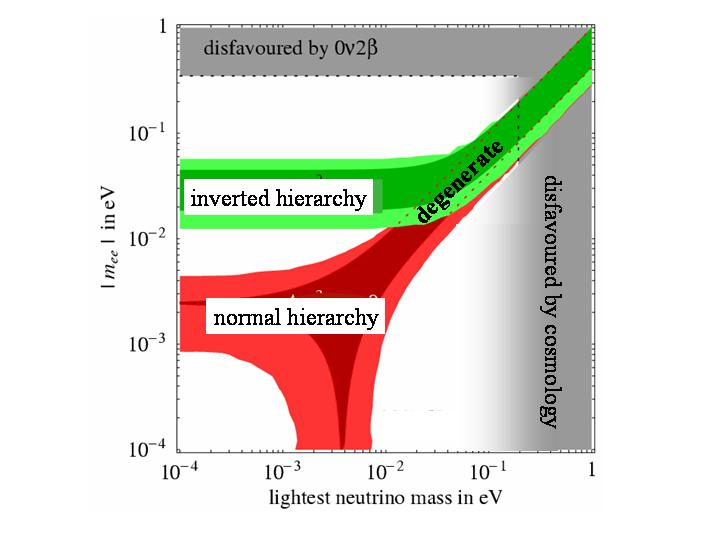 1
disfavoured by 0ν2β
10⁻¹
degenerate
inverted hierarchy
disfavoured by cosmology
| mₑₑ | in eV
10⁻²
normal hierarchy
10⁻³
10⁻⁴
10⁻⁴ 10⁻³ 10⁻² 10⁻¹ 1
lightest neutrino mass in eV